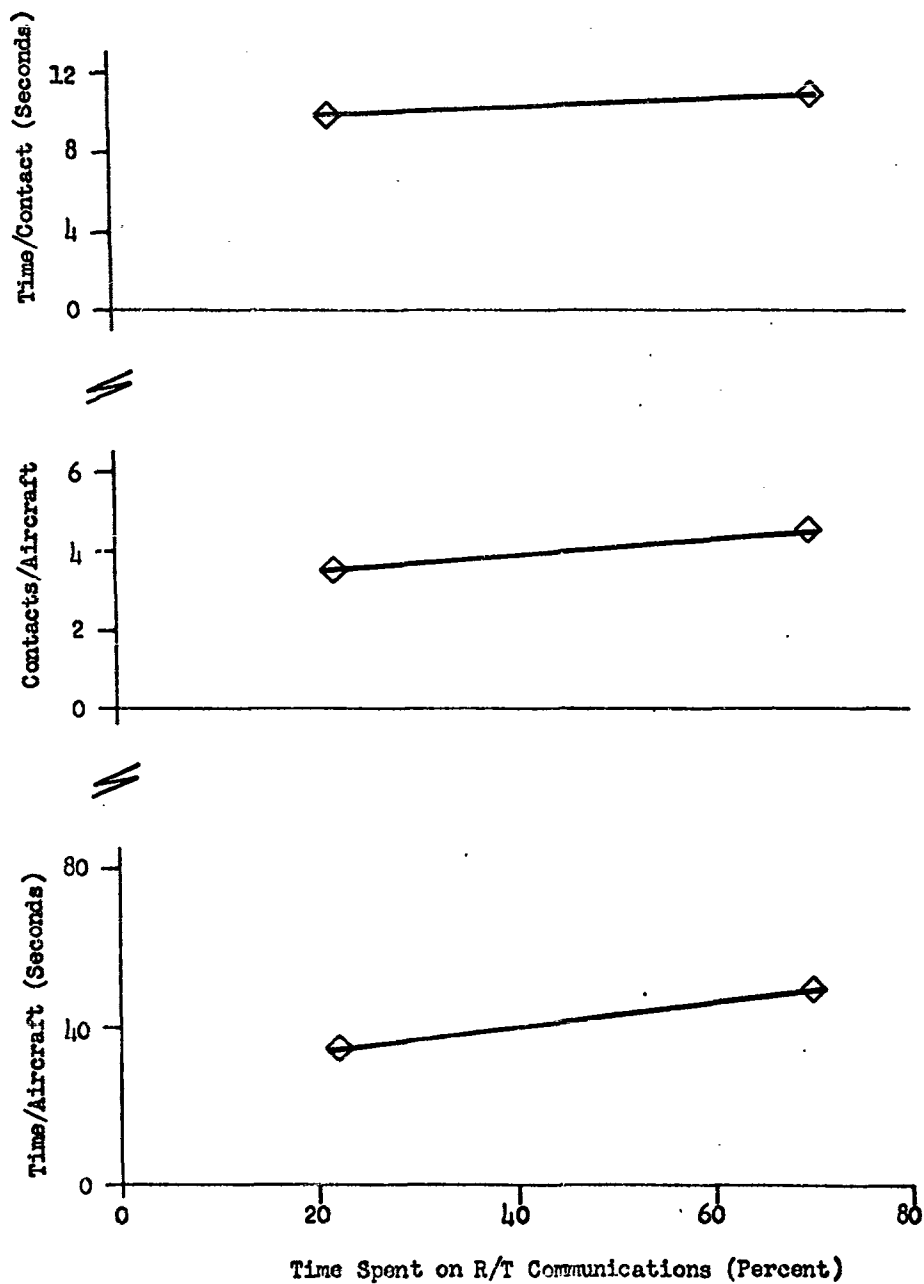 Time/Contact (Seconds)
12
8
4
0
Contacts/Aircraft
6
4
2
0
Time/Aircraft (Seconds)
80
40
0
0 20 40 60 80
Time Spent on R/T Communications (Percent)